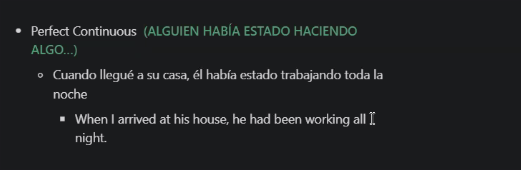 Perfect Continuous (ALGUIEN HABÍA ESTADO HACIENDO
ALGO...)
Cuando llegué a su casa, él había estado trabajando toda la
noche
When I arrived at his house, he had been working all
night.